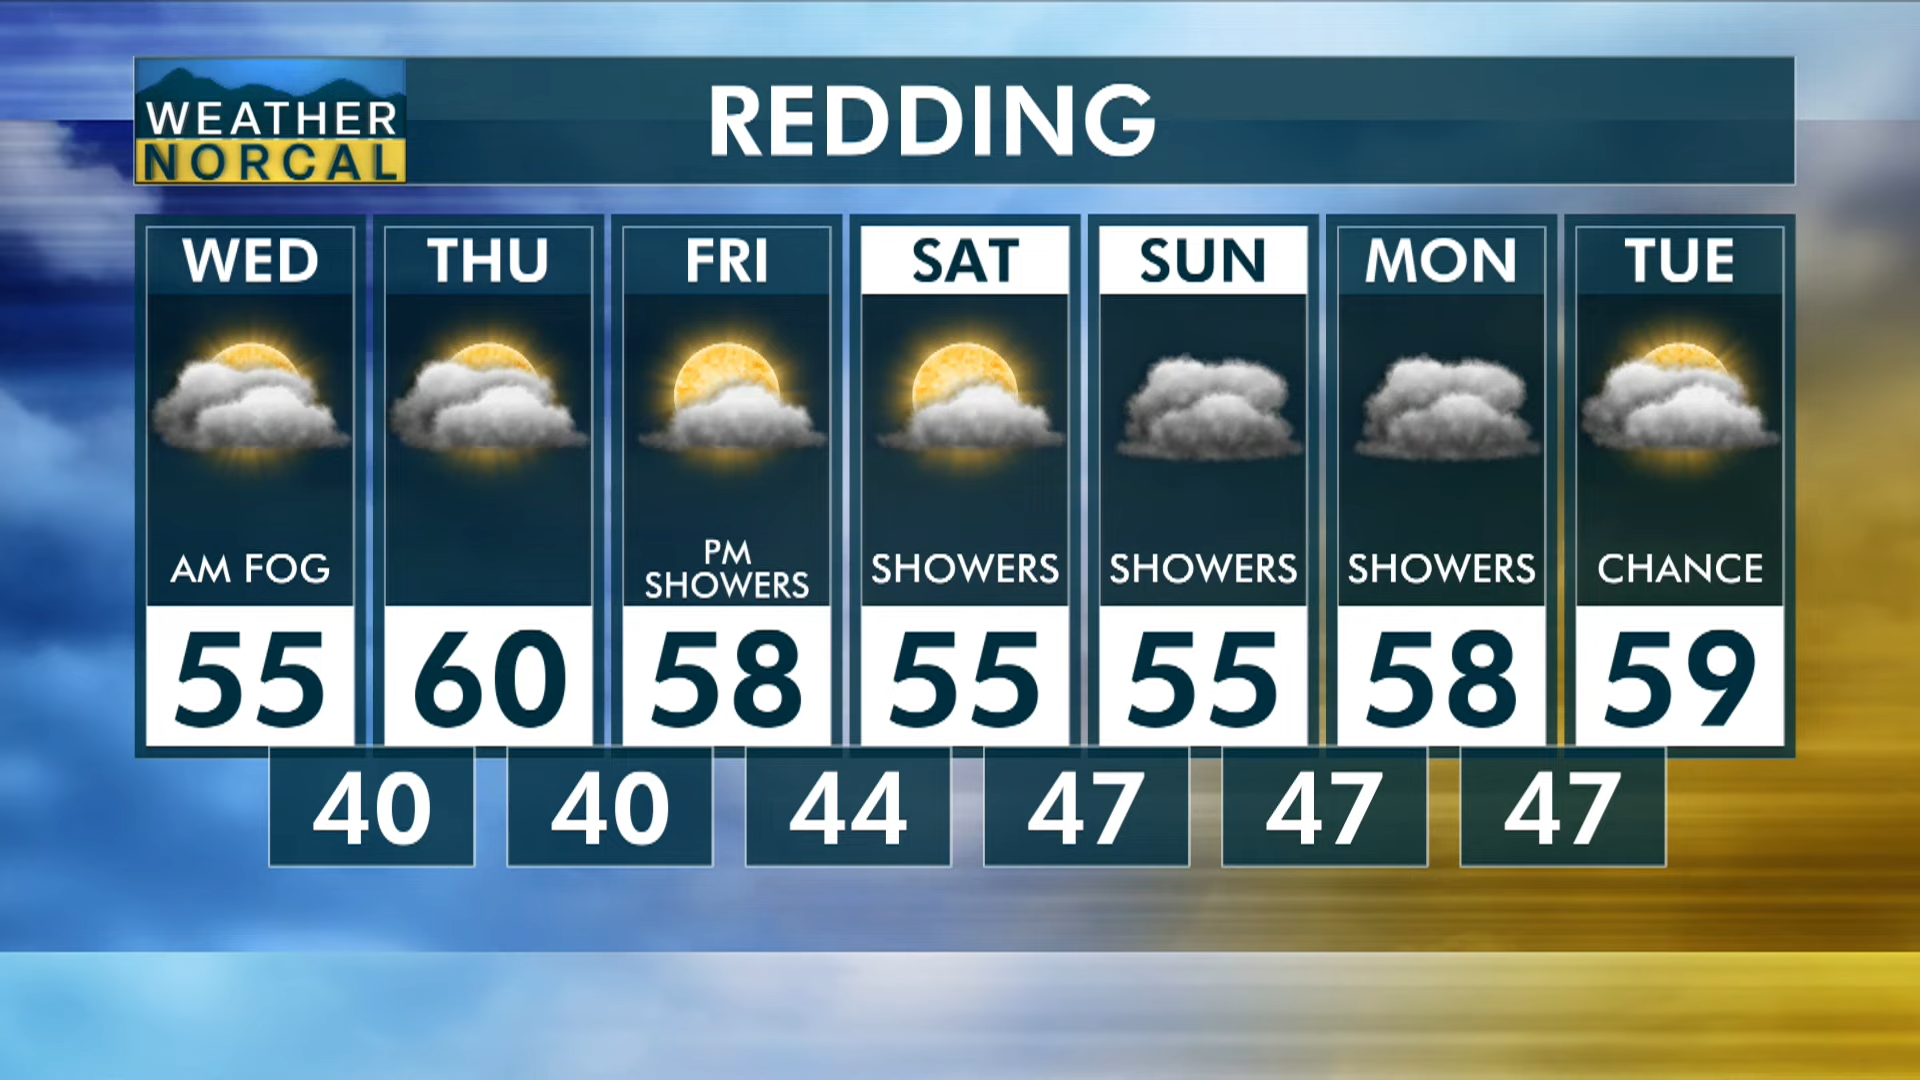 WEATHER
NORCAL
REDDING
WED
THU
FRI
SAT
SUN
MON
TUE
AM FOG
PM
SHOWERS
SHOWERS
SHOWERS
SHOWERS
CHANCE
55
60
58
55
55
58
59
40
40
44
47
47
47